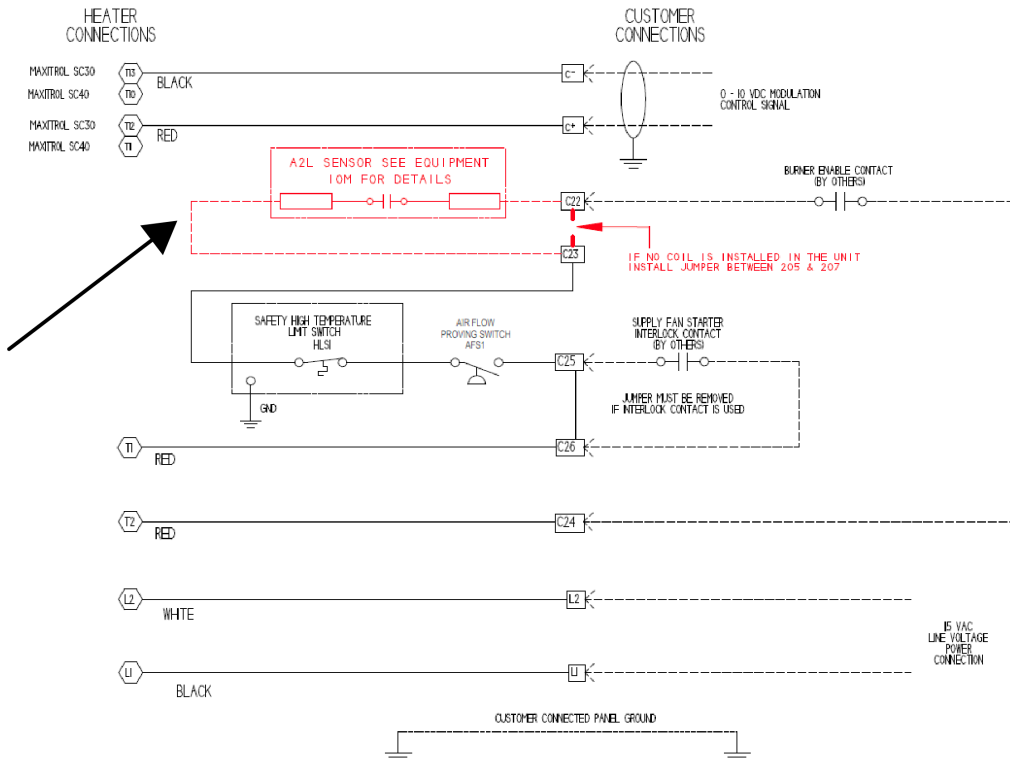 HEATER
CONNECTIONS
CUSTOMER
CONNECTIONS
MAXITROL SC30
T13
BLACK
C-
MAXITROL SC40
T10
0 - 10 VDC MODULATION
CONTROL SIGNAL
MAXITROL SC30
T12
RED
C+
MAXITROL SC40
T11
A2L SENSOR SEE EQUIPMENT
IOM FOR DETAILS
BURNER ENABLE CONTACT
(BY OTHERS)
C22
C23
IF NO COIL IS INSTALLED IN THE UNIT
INSTALL JUMPER BETWEEN 205 & 207
SAFETY HIGH TEMPERATURE
LIMIT SWITCH
HLS1
GND
AIR FLOW
PROVING SWITCH
AFS1
SUPPLY FAN STARTER
INTERLOCK CONTACT
(BY OTHERS)
C25
JUMPER MUST BE REMOVED
IF INTERLOCK CONTACT IS USED
T1
RED
C26
T2
RED
C24
L2
WHITE
L2
115 VAC
LINE VOLTAGE
POWER
CONNECTION
L1
BLACK
L1
CUSTOMER CONNECTED PANEL GROUND